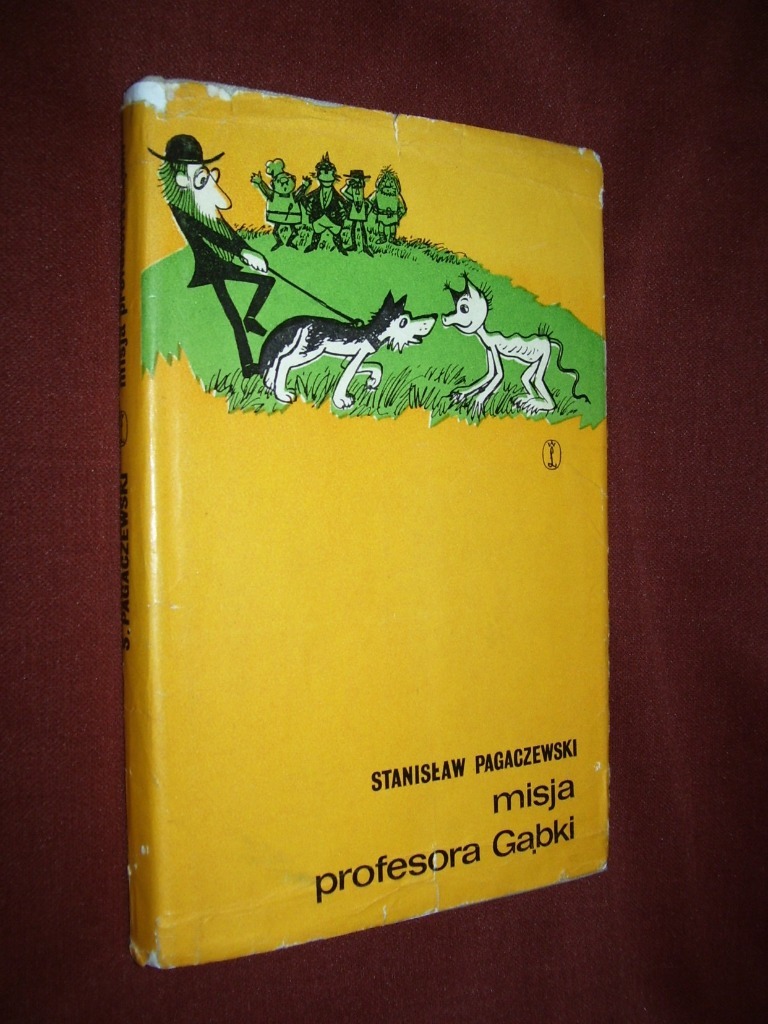 STANISŁAW PAGACZEWSKI
misja
profesora Gąbki
S. PAGACZEWSKI
misja